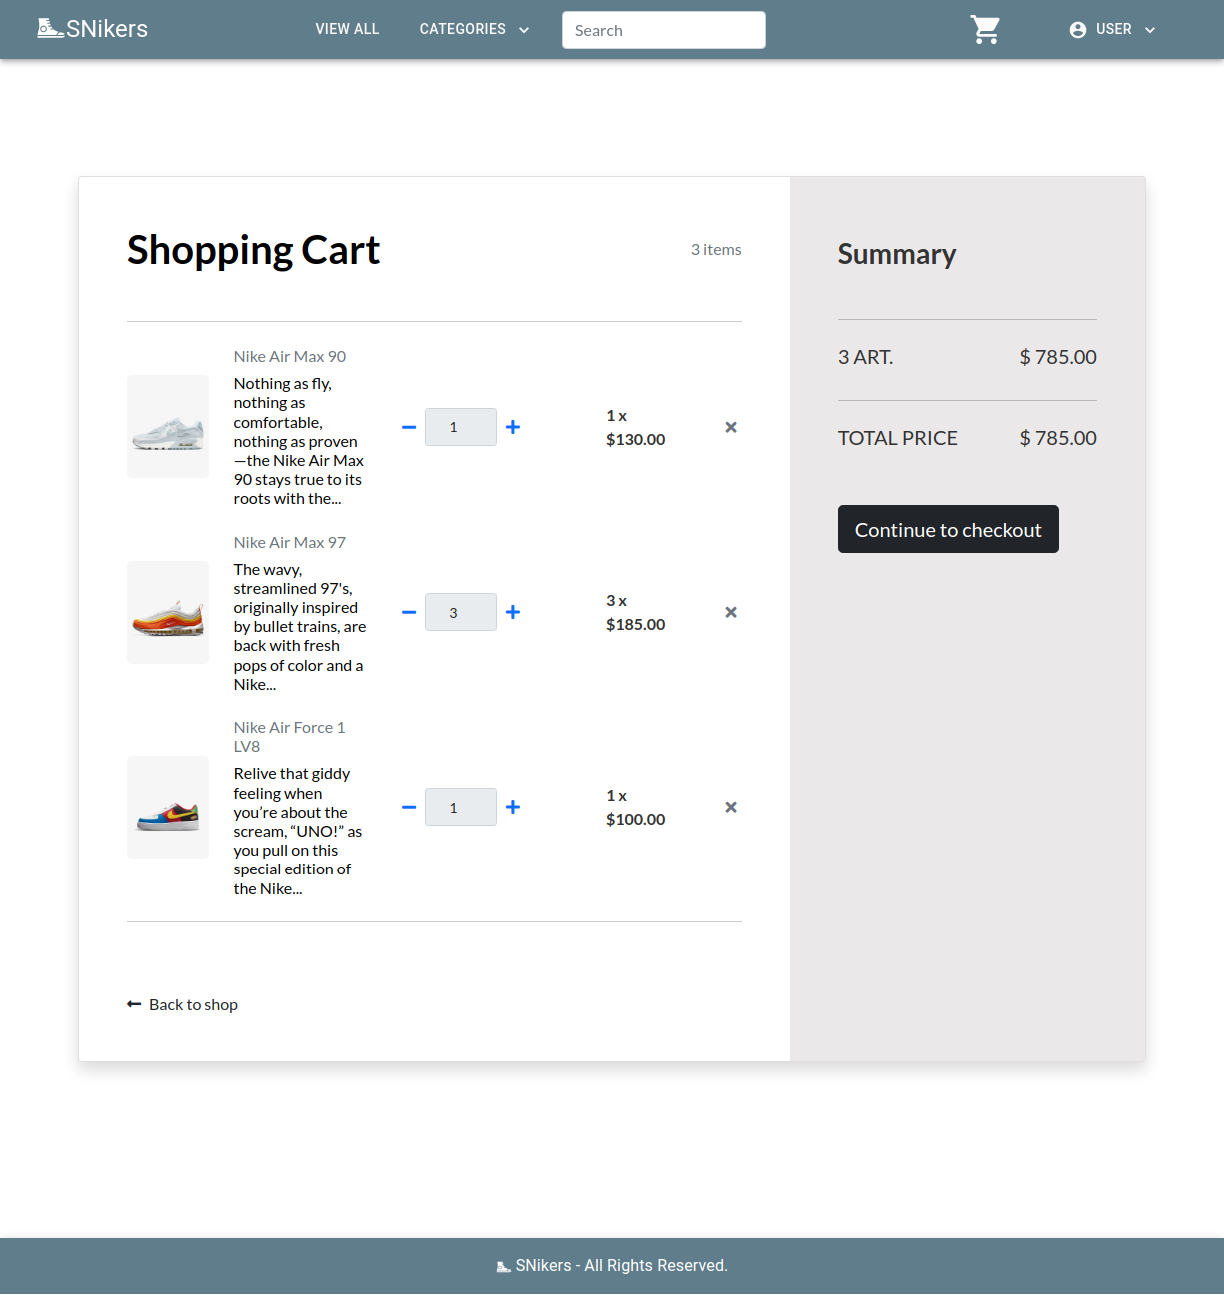 SNikers
VIEW ALL
CATEGORIES
Search
USER
Shopping Cart
3 items
Nike Air Max 90
Nothing as fly,
nothing as
comfortable,
nothing as proven
—the Nike Air Max
90 stays true to its
roots with the...
1
1 x
$130.00
Nike Air Max 97
The wavy,
streamlined 97's,
originally inspired
by bullet trains, are
back with fresh
pops of color and a
Nike...
3
3 x
$185.00
Nike Air Force 1
LV8
Relive that giddy
feeling when
you’re about the
scream, “UNO!” as
you pull on this
special edition of
the Nike...
1
1 x
$100.00
Back to shop
Summary
3 ART.
$ 785.00
TOTAL PRICE
$ 785.00
Continue to checkout
SNikers - All Rights Reserved.